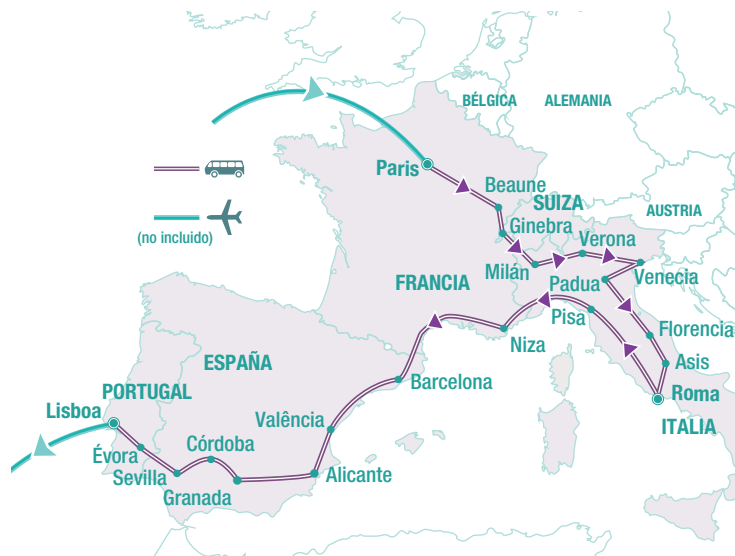 BÉLGICA
ALEMANIA
Paris
(no incluido)
Beaune
SUIZA
Ginebra
AUSTRIA
Verona
Milán
Padua
Venecia
FRANCIA
Pisa
Florencia
Niza
Asis
ESPAÑA
Barcelona
Roma
PORTUGAL
Lisboa
Valência
ITALIA
Córdoba
Évora
Sevilla
Alicante
Granada